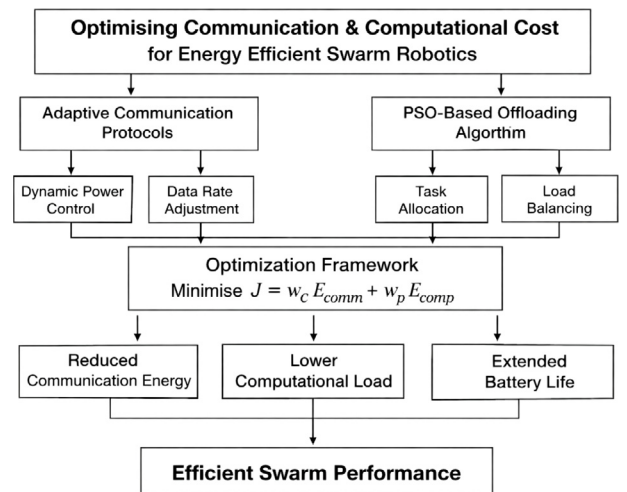 Optimising Communication & Computational Cost
for Energy Efficient Swarm Robotics
Adaptive Communication
Protocols
PSO-Based Offloading
Algorthm
Dynamic Power
Control
Data Rate
Adjustment
Task
Allocation
Load
Balancing
Optimization Framework
Minimise J = w_c E_comm + w_p E_comp
Reduced
Communication Energy
Lower
Computational Load
Extended
Battery Life
Efficient Swarm Performance